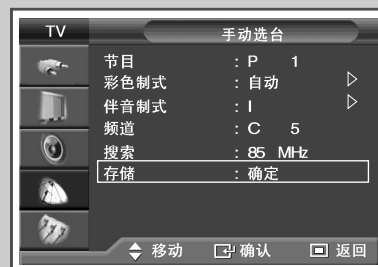 TV 手动选台
节目 : P 1
彩色制式 : 自动
伴音制式 : I
频道 : C 5
搜索 : 85 MHz
存储 : 确定
移动 确认 返回